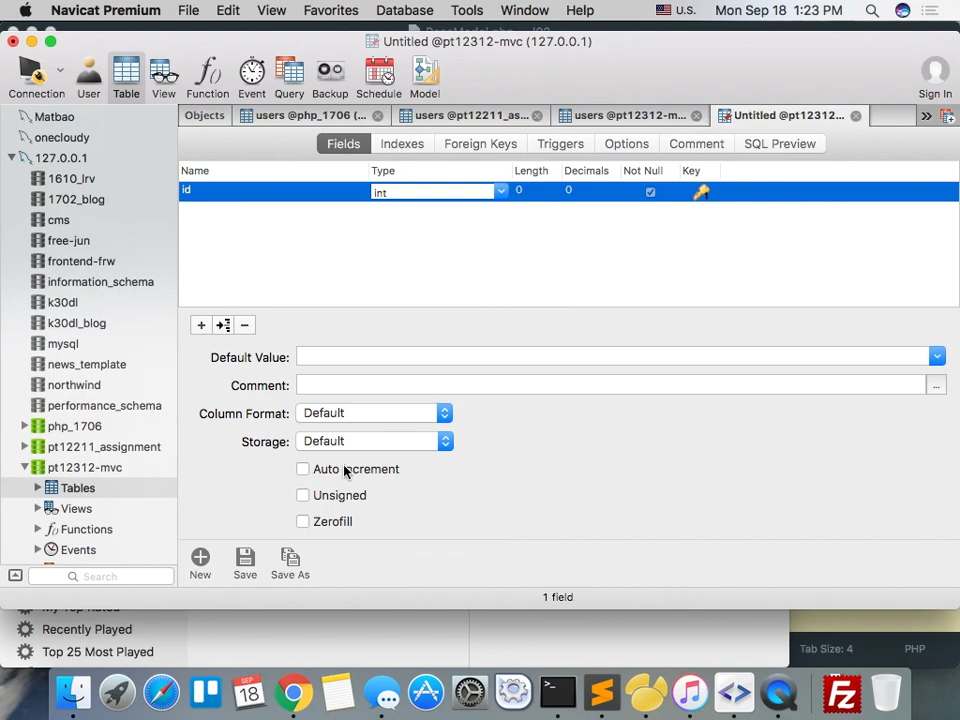 Navicat Premium File Edit View Favorites Database Tools Window Help U.S. Mon Sep 18 1:23 PM
Untitled @pt12312-mvc (127.0.0.1)
Connection User Table View Function Event Query Backup Schedule Model Sign In
Objects users @php_1706 (... users @pt12211_as... users @pt12312-m... Untitled @pt12312...
Matbao
onecloudy
127.0.0.1
1610_lrv
1702_blog
cms
free-jun
frontend-frw
information_schema
k30dl
k30dl_blog
mysql
news_template
northwind
performance_schema
php_1706
pt12211_assignment
pt12312-mvc
Tables
Views
Functions
Events
Search
Fields Indexes Foreign Keys Triggers Options Comment SQL Preview
Name Type Length Decimals Not Null Key
id int 0 0
Default Value:
Comment: ...
Column Format: Default
Storage: Default
Auto Increment
Unsigned
Zerofill
New Save Save As
1 field
Recently Played
Top 25 Most Played
Tab Size: 4 PHP
SEP
18